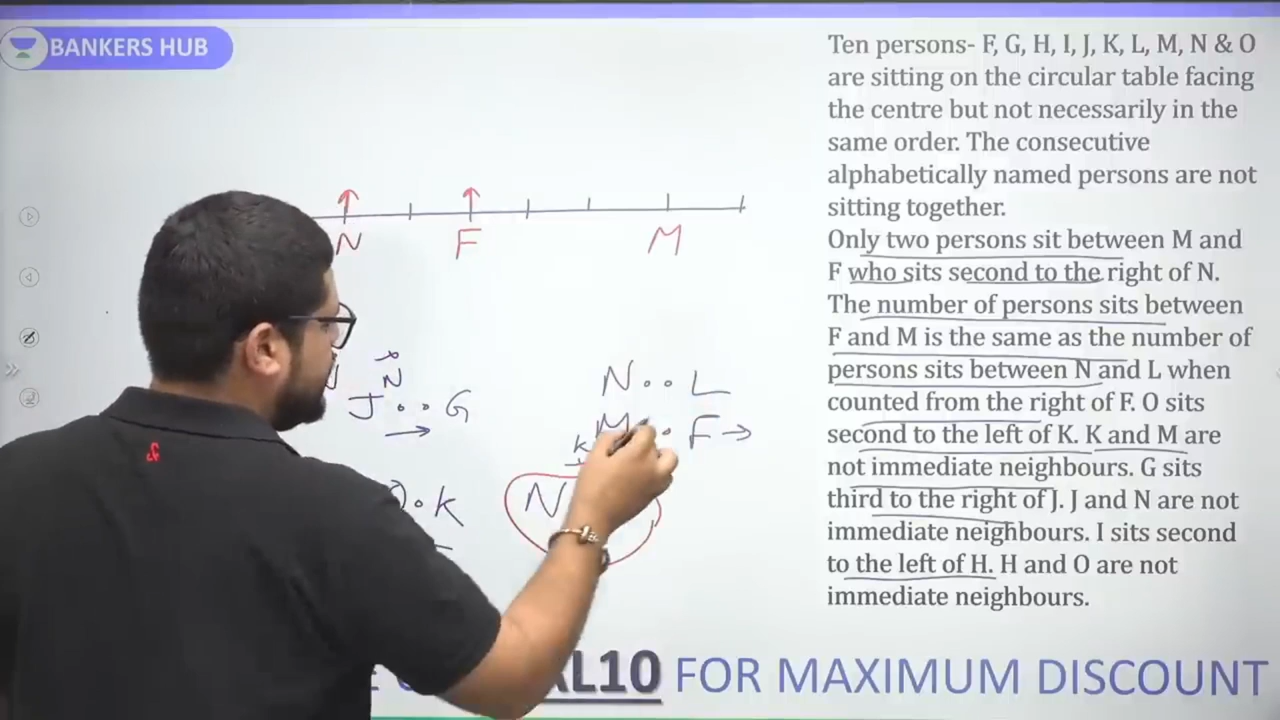 BANKERS HUB
Ten persons- F, G, H, I, J, K, L, M, N & O
are sitting on the circular table facing
the centre but not necessarily in the
same order. The consecutive
alphabetically named persons are not
sitting together.
Only two persons sit between M and
F who sits second to the right of N.
The number of persons sits between
F and M is the same as the number of
persons sits between N and L when
counted from the right of F. O sits
second to the left of K. K and M are
not immediate neighbours. G sits
third to the right of J. J and N are not
immediate neighbours. I sits second
to the left of H. H and O are not
immediate neighbours.
N F M
N
J . . G
N . . L
F
K
K
N
AL10 FOR MAXIMUM DISCOUNT